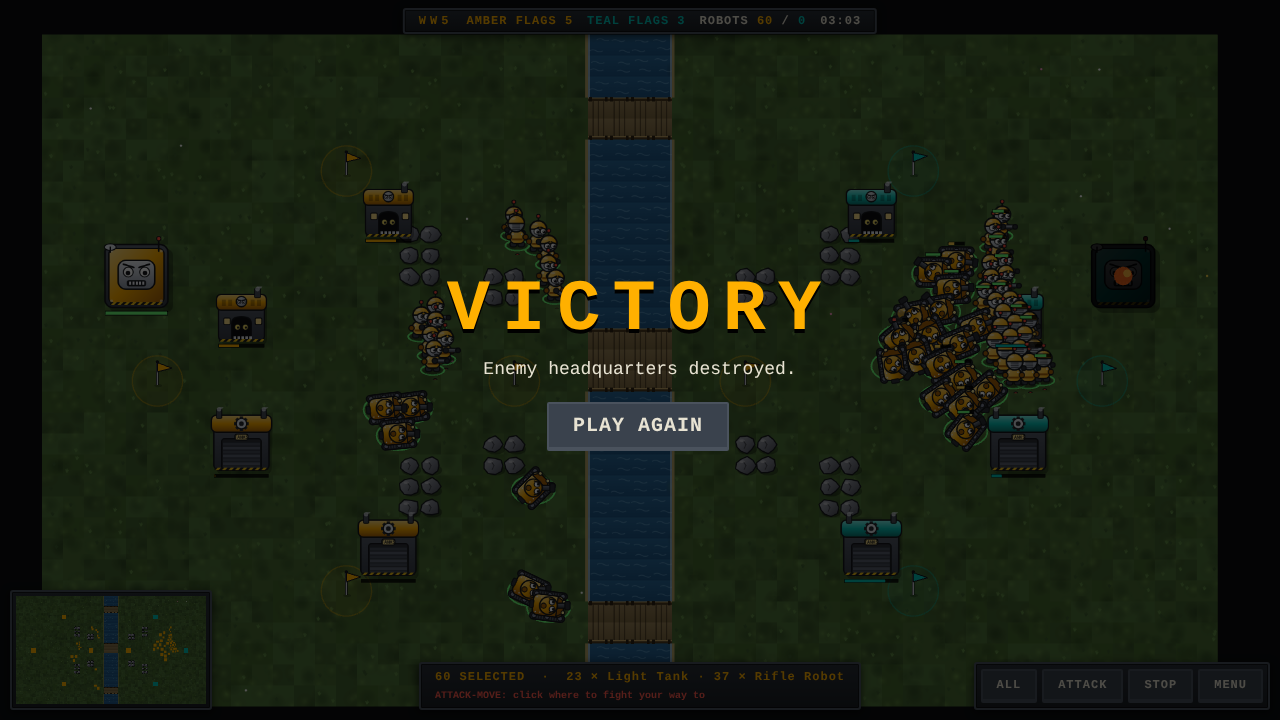 WW5 AMBER FLAGS 5 TEAL FLAGS 3 ROBOTS 60 / 0 03:03
VICTORY
Enemy headquarters destroyed.
PLAY AGAIN
60 SELECTED · 23 × Light Tank · 37 × Rifle Robot
ATTACK-MOVE: click where to fight your way to
ALL ATTACK STOP MENU